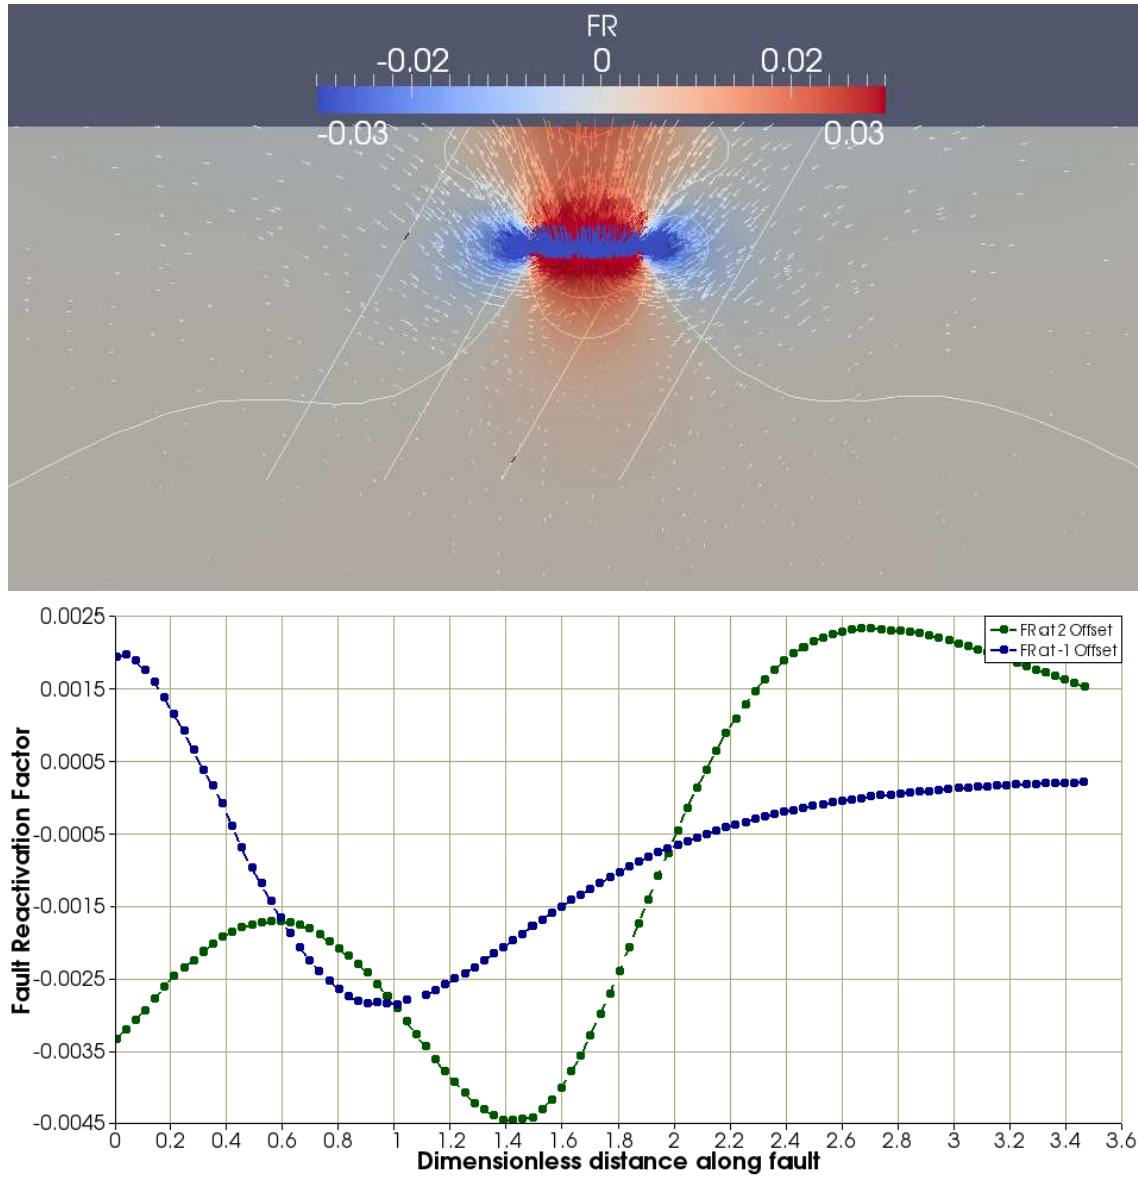 FR
-0.02 0 0.02
-0.03 0.03
0.0025
0.0015
0.0005
-0.0005
-0.0015
-0.0025
-0.0035
-0.0045
Fault Reactivation Factor
FR at 2 Offset
FR at -1 Offset
0 0.2 0.4 0.6 0.8 1 1.2 1.4 1.6 1.8 2 2.2 2.4 2.6 2.8 3 3.2 3.4 3.6
Dimensionless distance along fault